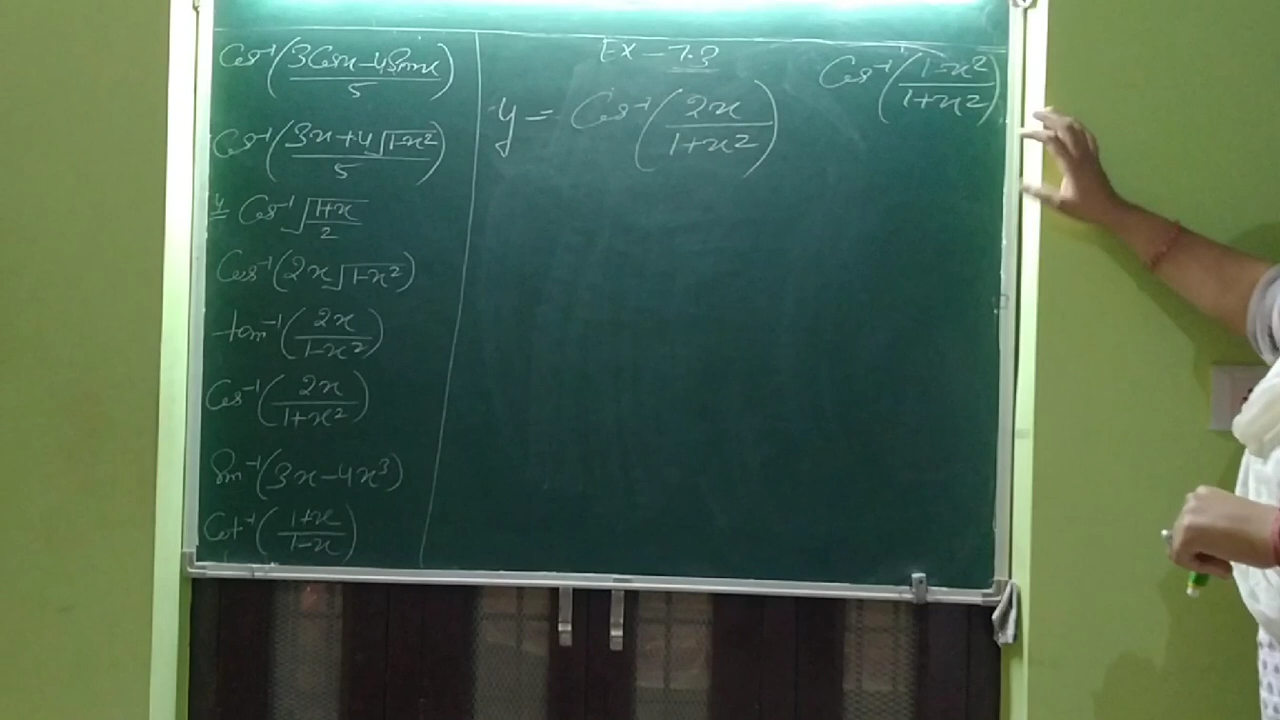 Cos⁻¹(3Cosx-4Sinx/5)
Cos⁻¹(3x+4√1-x²/5)
y = Cos⁻¹√1+x/2
Cos⁻¹(2x√1-x²)
tan⁻¹(2x/1-x²)
Cos⁻¹(2x/1+x²)
Sin⁻¹(3x-4x³)
Cot⁻¹(1+x/1-x)
EX - 7.3
y = Cos⁻¹(2x/1+x²)
Cos⁻¹(1-x²/1+x²)